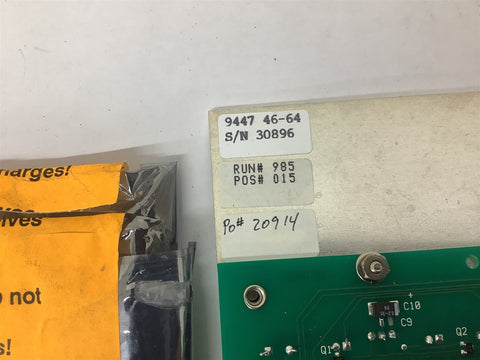 9447 46-64
S/N 30896
RUN# 985
POS# 015
Po# 20914
harges!
ives
not
s!
C10
+
C9
Q1
Q2